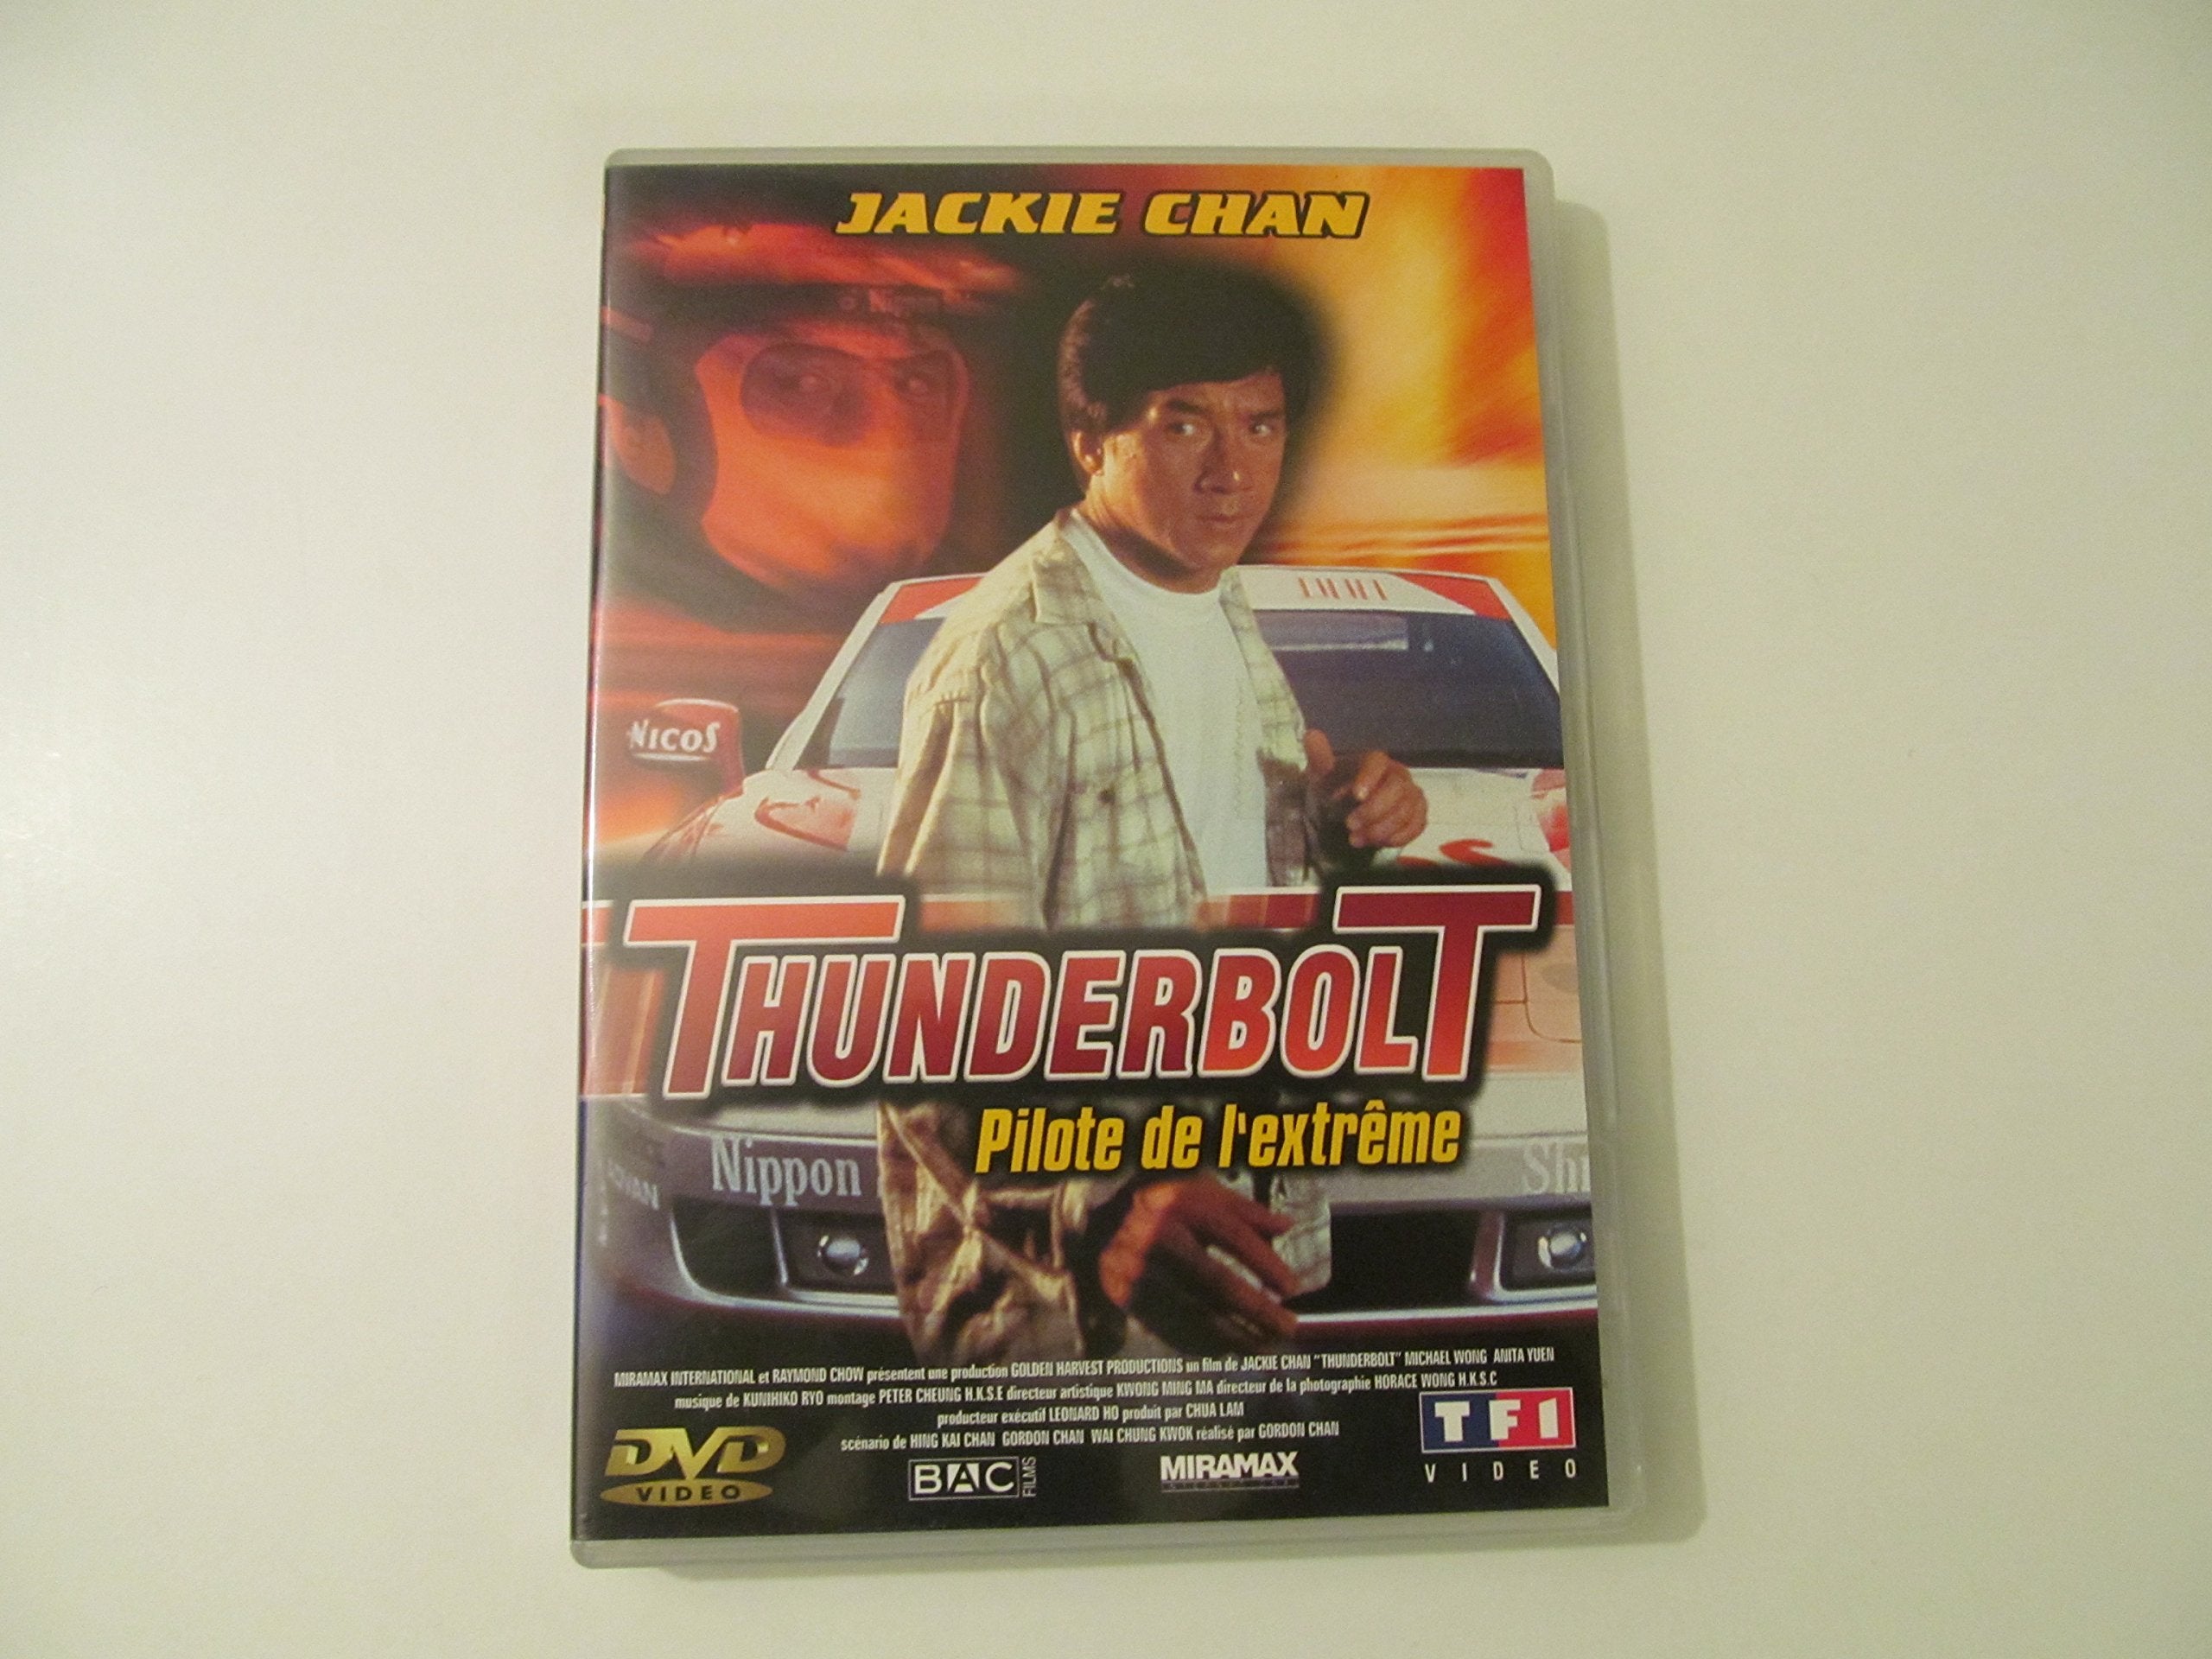 JACKIE CHAN
NICOS
THUNDERBOLT
Pilote de l'extrême
Nippon
Shi
ADVAN
MIRAMAX INTERNATIONAL et RAYMOND CHOW présentent une production GOLDEN HARVEST PRODUCTIONS un film de JACKIE CHAN "THUNDERBOLT" MICHAEL WONG ANITA YUEN
musique de KUNIHIKO RYO montage PETER CHEUNG H.K.S.E directeur artistique KWONG MING MA directeur de la photographie HORACE WONG H.K.S.C
producteur exécutif LEONARD HO produit par CHUA LAM
scénario de HING KAI CHAN GORDON CHAN WAI CHUNG KWOK réalisé par GORDON CHAN
DVD
VIDEO
BAC FILMS
MIRAMAX
INTERNATIONAL
TF1
VIDEO